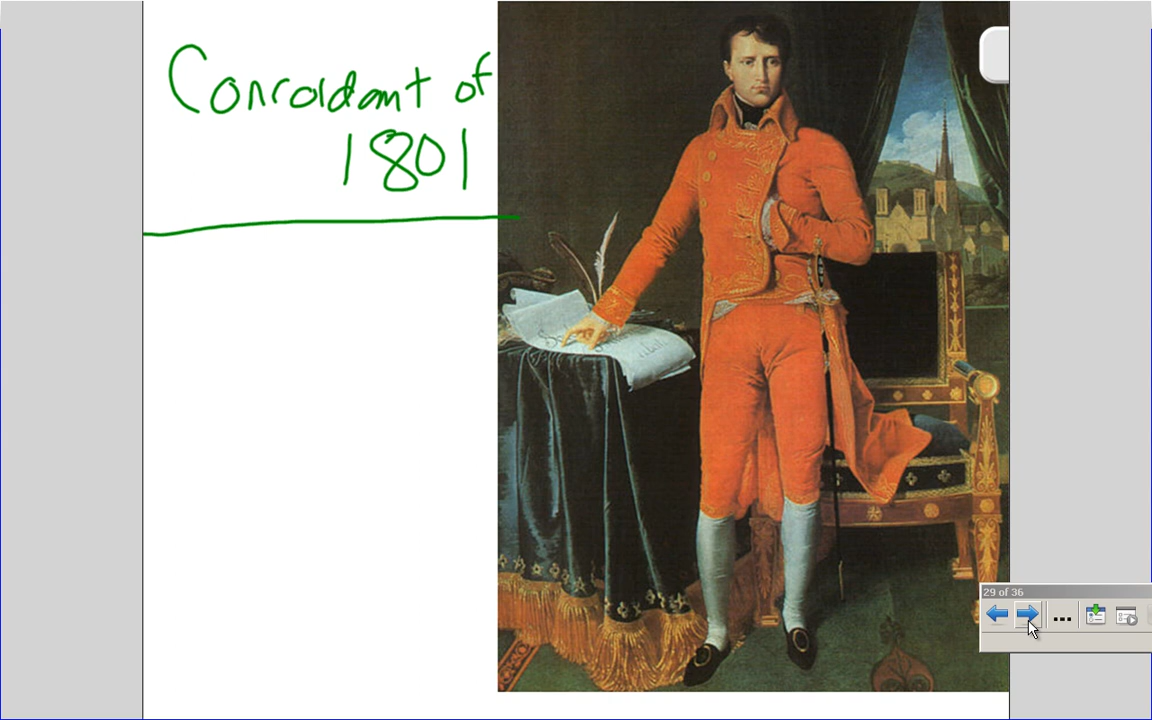 Concordant of
1801
29 of 36
...